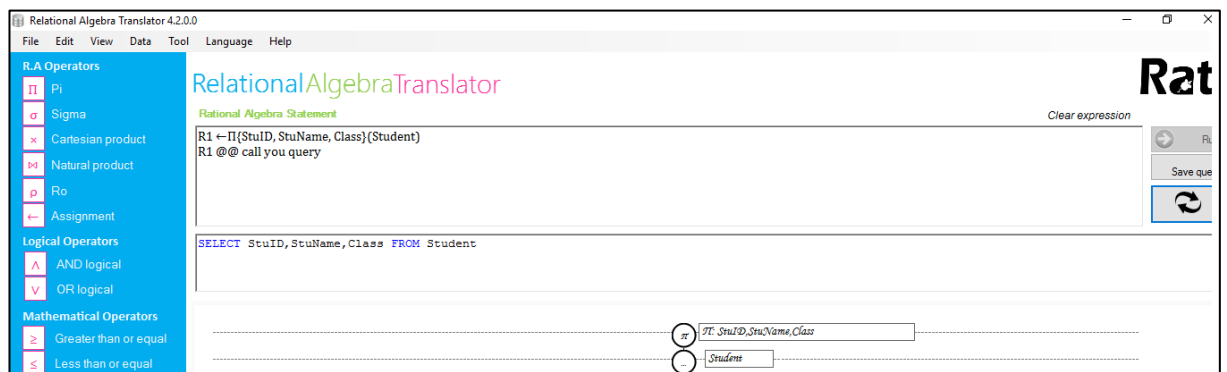 Relational Algebra Translator 4.2.0.0
File Edit View Data Tool Language Help
R.A Operators
Π Pi
σ Sigma
× Cartesian product
⋈ Natural product
ρ Ro
← Assignment
Logical Operators
∧ AND logical
∨ OR logical
Mathematical Operators
≥ Greater than or equal
≤ Less than or equal
RelationalAlgebraTranslator
Rat
Rational Algebra Statement
Clear expression
R1 ←Π{StuID, StuName, Class}(Student)
R1 @@ call you query
Save que
SELECT StuID,StuName,Class FROM Student
π Π: StuID,StuName,Class
... Student